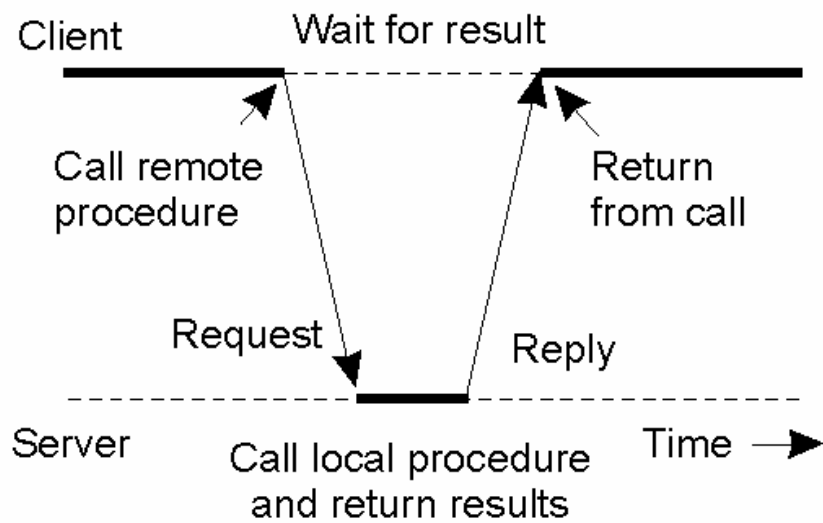 Client
Wait for result
Call remote
procedure
Return
from call
Request
Reply
Server
Call local procedure
and return results
Time